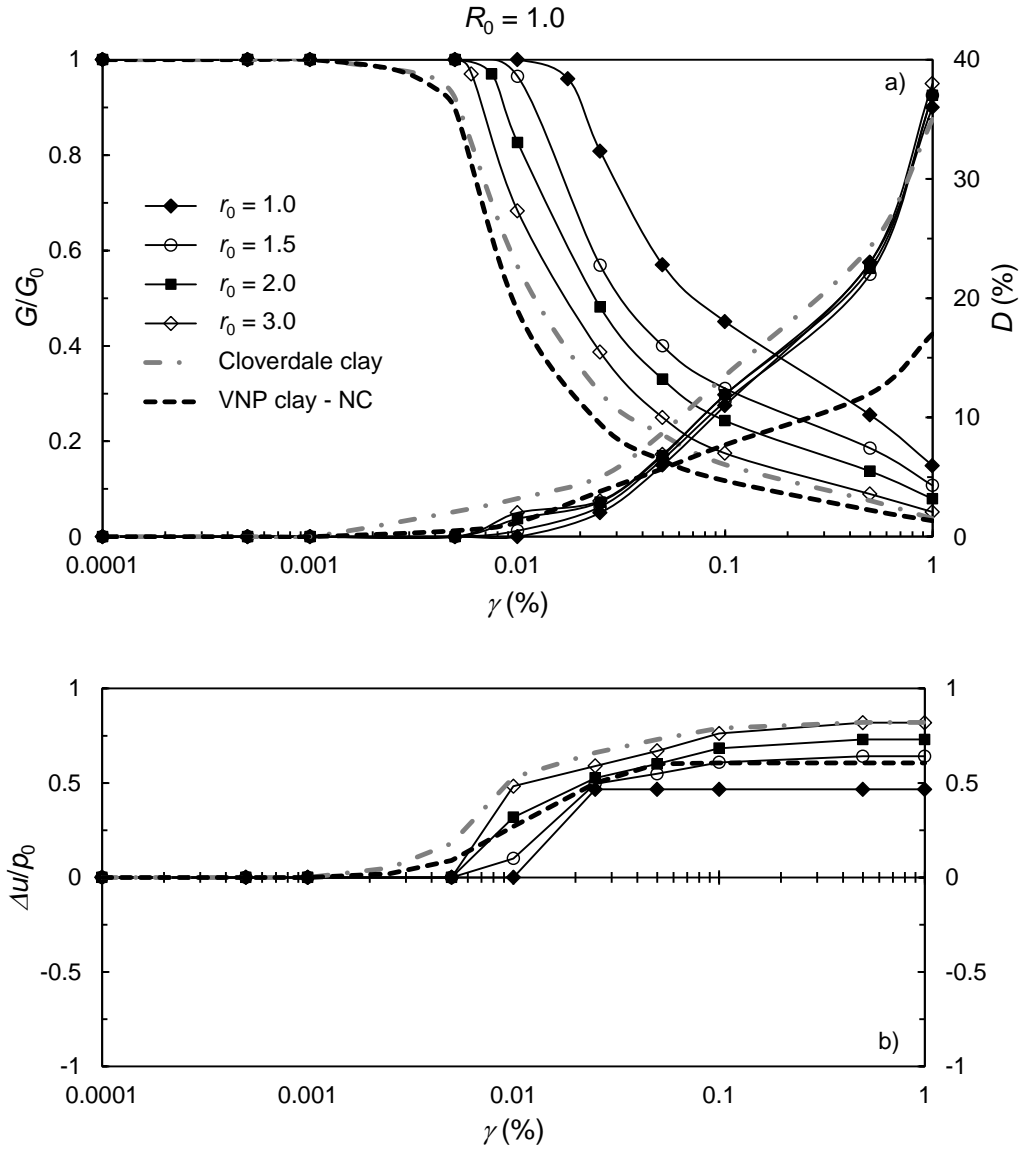 R0 = 1.0
a)
1
0.8
0.6
0.4
0.2
0
G/G0
40
30
20
10
0
D (%)
r0 = 1.0
r0 = 1.5
r0 = 2.0
r0 = 3.0
Cloverdale clay
VNP clay - NC
0.0001 0.001 0.01 0.1 1
γ (%)
1
0.5
0
-0.5
-1
Δu/p0
1
0.5
0
-0.5
-1
b)
0.0001 0.001 0.01 0.1 1
γ (%)